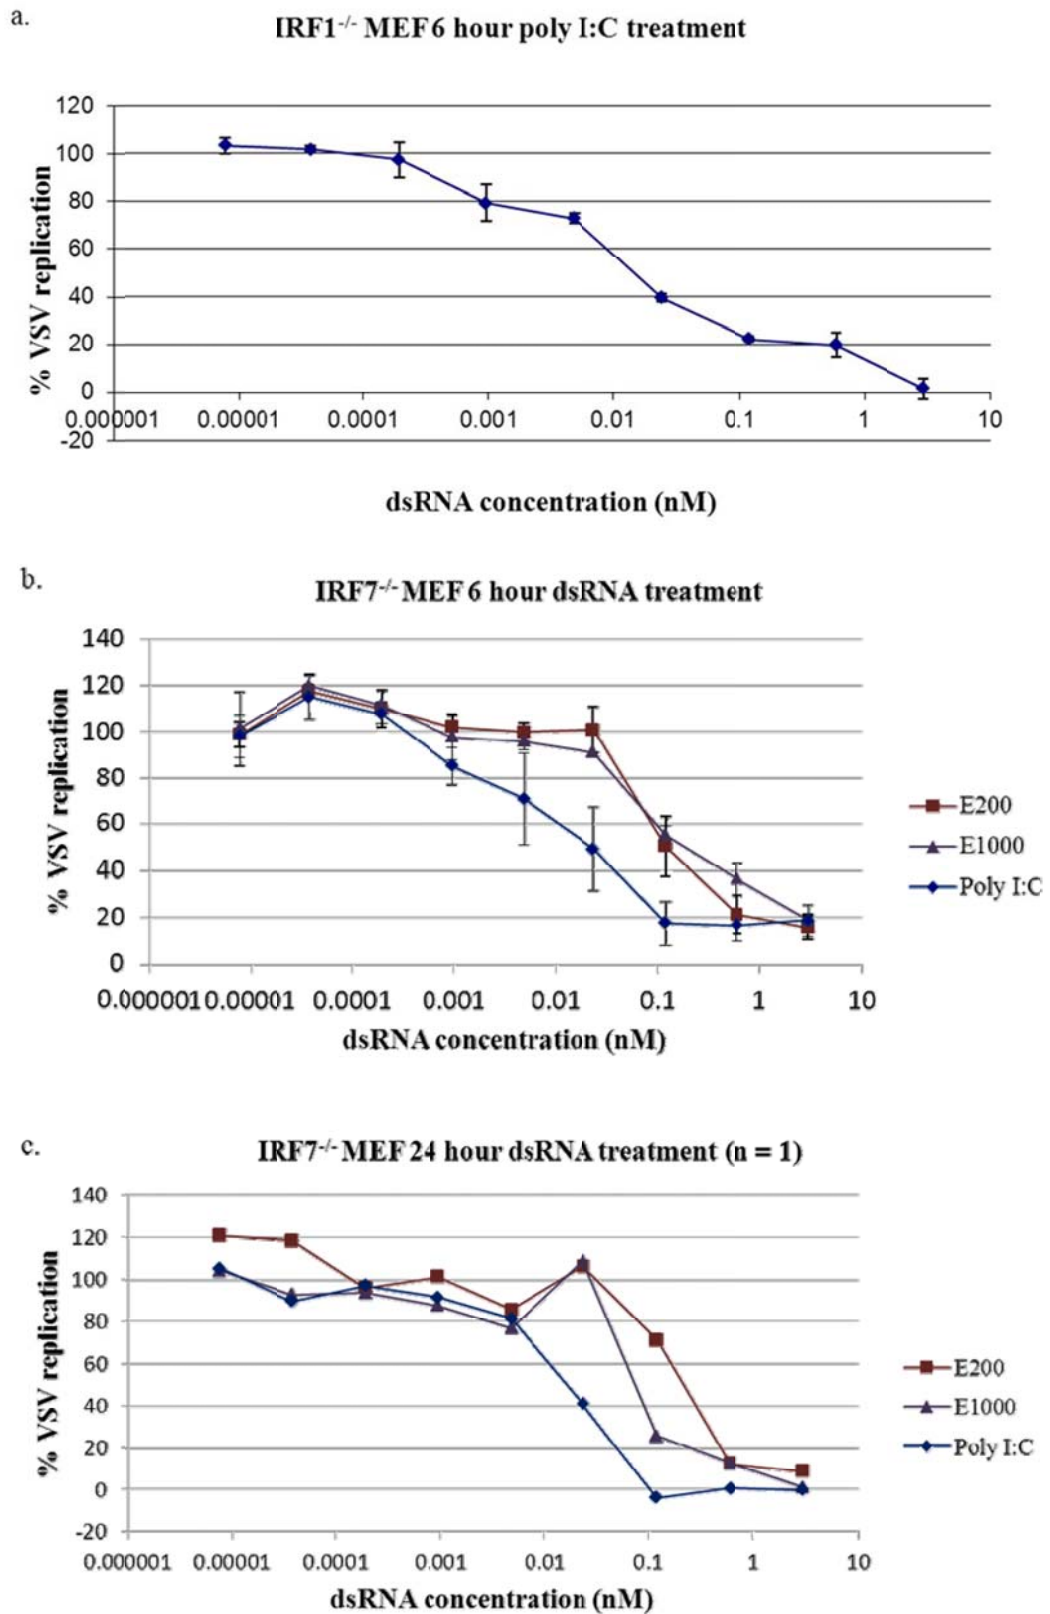 a.
IRF1-/- MEF 6 hour poly I:C treatment
120
100
80
60
40
20
0
-20
% VSV replication
0.000001 0.00001 0.0001 0.001 0.01 0.1 1 10
dsRNA concentration (nM)
b.
IRF7-/- MEF 6 hour dsRNA treatment
140
120
100
80
60
40
20
0
% VSV replication
E200
E1000
Poly I:C
0.000001 0.00001 0.0001 0.001 0.01 0.1 1 10
dsRNA concentration (nM)
c.
IRF7-/- MEF 24 hour dsRNA treatment (n = 1)
140
120
100
80
60
40
20
0
-20
% VSV replication
E200
E1000
Poly I:C
0.000001 0.00001 0.0001 0.001 0.01 0.1 1 10
dsRNA concentration (nM)